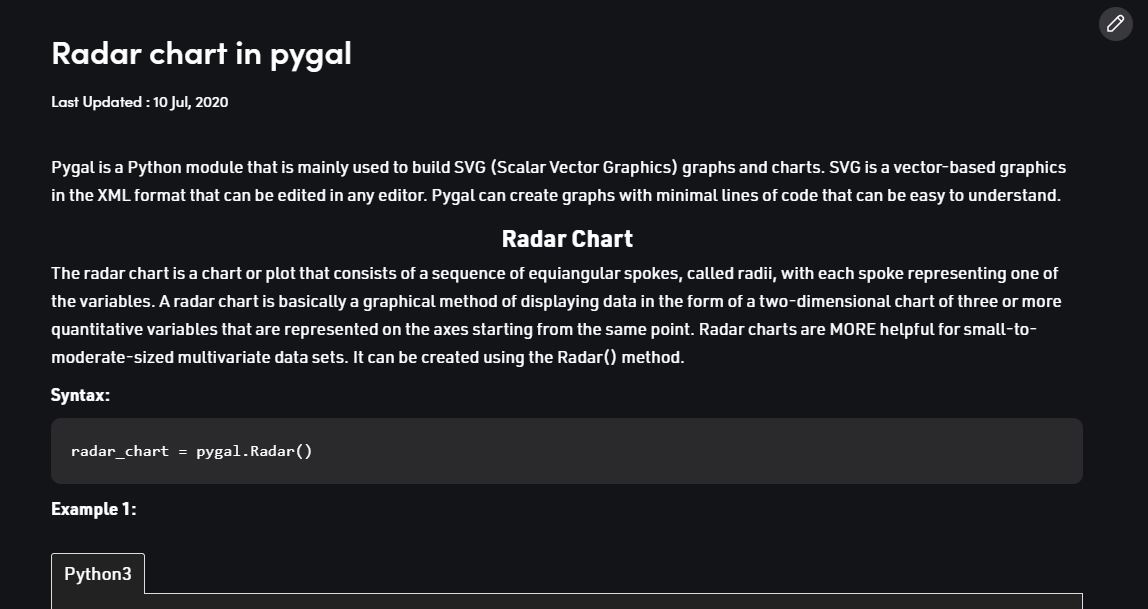 Radar chart in pygal
Last Updated : 10 Jul, 2020
Pygal is a Python module that is mainly used to build SVG (Scalar Vector Graphics) graphs and charts. SVG is a vector-based graphics
in the XML format that can be edited in any editor. Pygal can create graphs with minimal lines of code that can be easy to understand.
Radar Chart
The radar chart is a chart or plot that consists of a sequence of equiangular spokes, called radii, with each spoke representing one of
the variables. A radar chart is basically a graphical method of displaying data in the form of a two-dimensional chart of three or more
quantitative variables that are represented on the axes starting from the same point. Radar charts are MORE helpful for small-to-
moderate-sized multivariate data sets. It can be created using the Radar() method.
Syntax:
radar_chart = pygal.Radar()
Example 1:
Python3